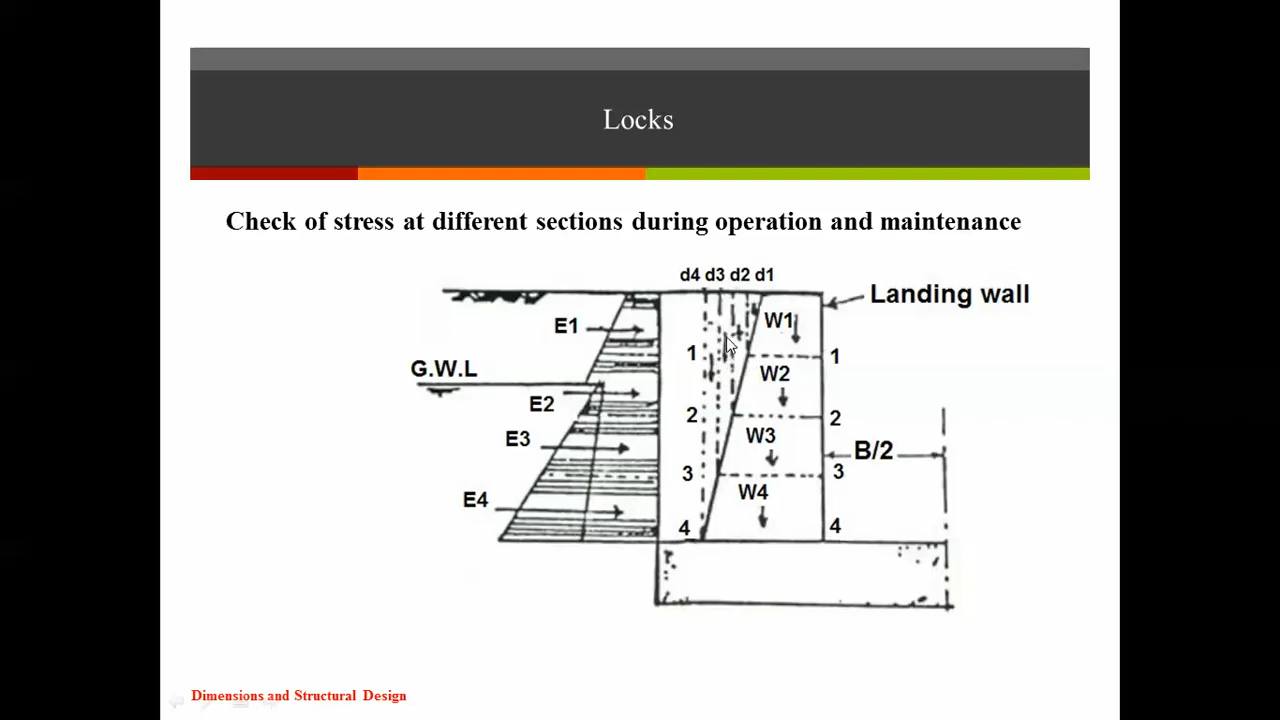 Locks
Check of stress at different sections during operation and maintenance
d4 d3 d2 d1
Landing wall
E1
W1
1
1
G.W.L
W2
E2
2
2
E3
W3
B/2
3
3
E4
W4
4
4
Dimensions and Structural Design